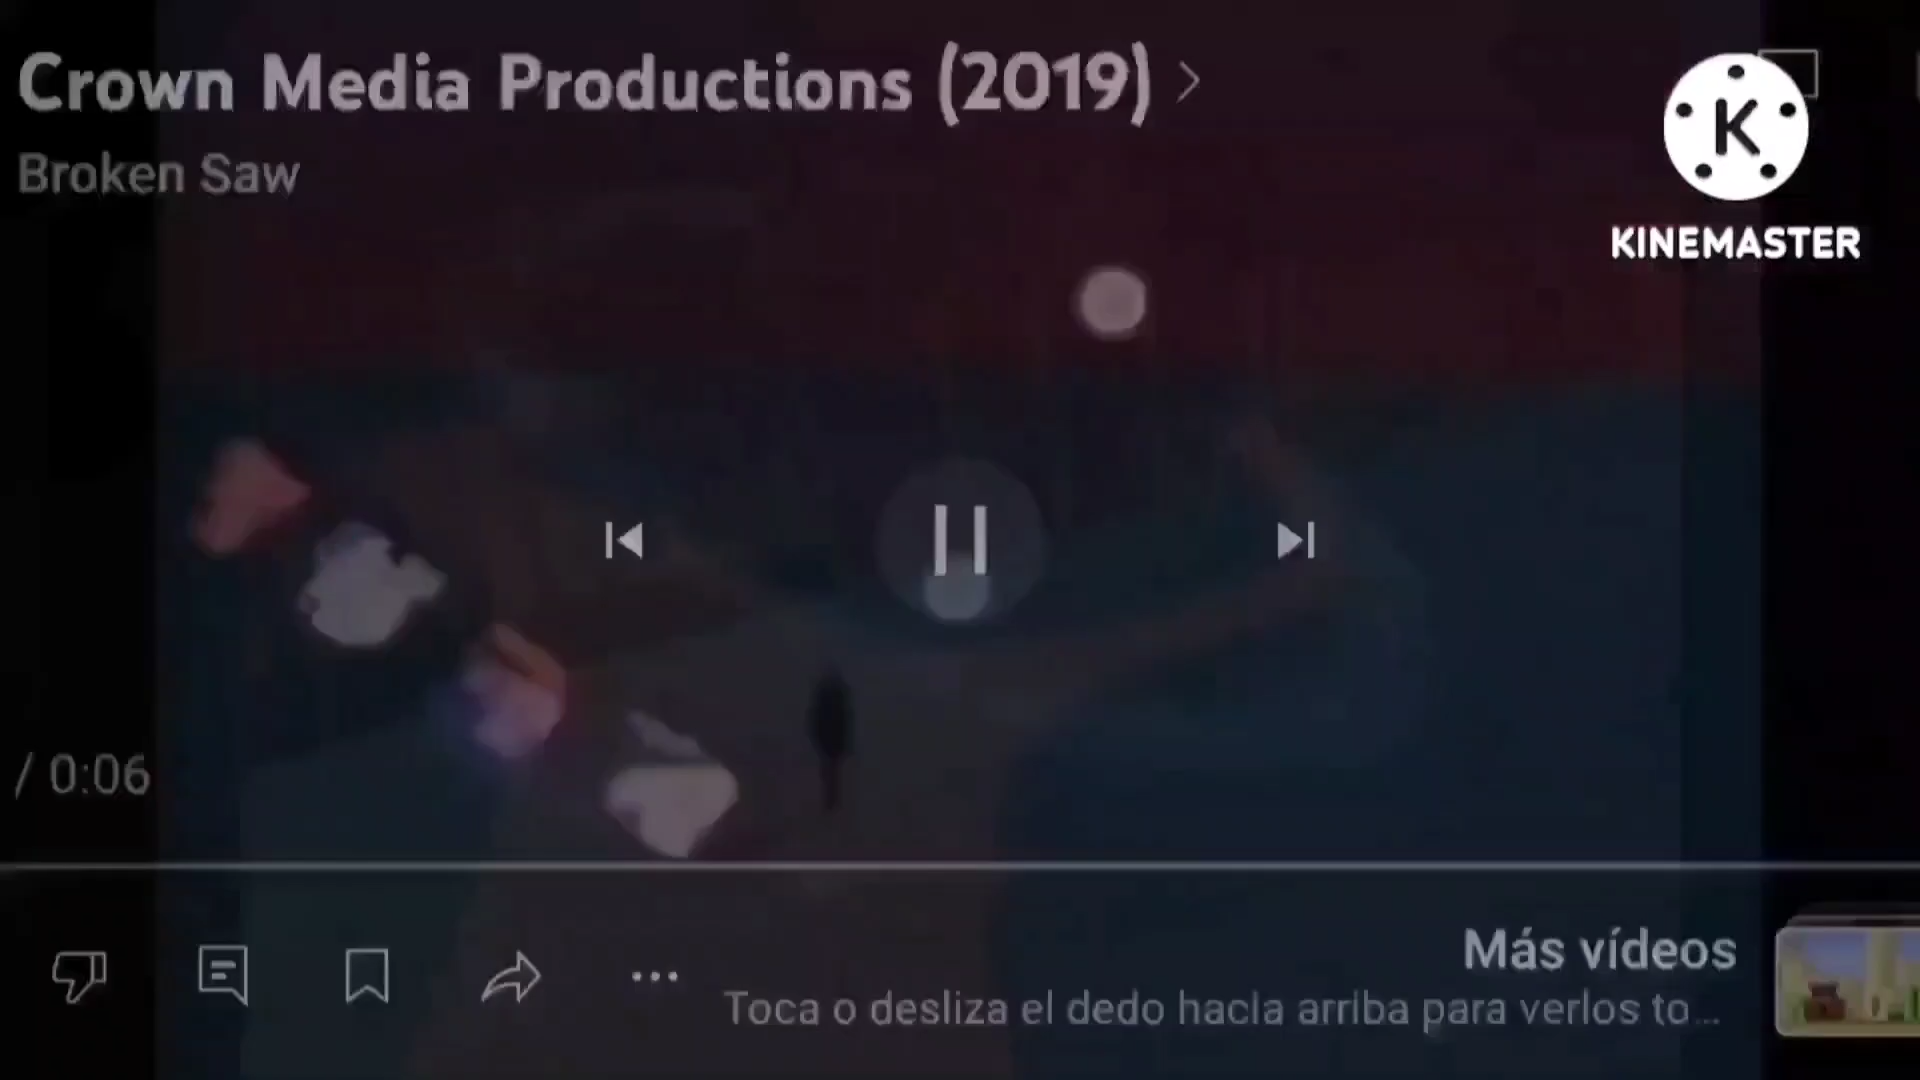 Crown Media Productions (2019)
Broken Saw
K
KINEMASTER
/ 0:06
Más vídeos
Toca o desliza el dedo hacia arriba para verlos to...